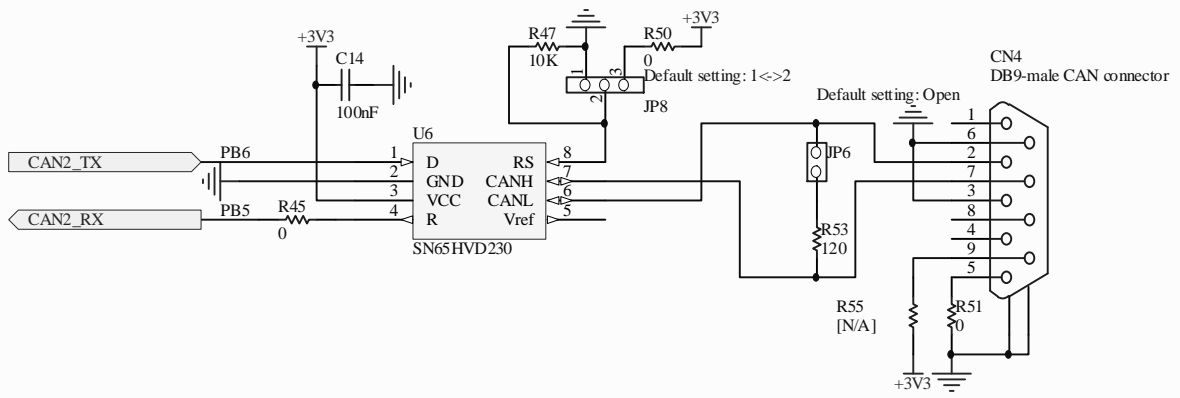 +3V3
C14
100nF
R47
10K
R50
0
+3V3
1
2
3
Default setting: 1<->2
JP8
CN4
DB9-male CAN connector
Default setting: Open
U6
CAN2_TX
PB6
1
D
RS
8
2
GND
CANH
7
3
VCC
CANL
6
CAN2_RX
PB5
R45
0
4
R
Vref
5
SN65HVD230
JP6
R53
120
1
6
2
7
3
8
4
9
5
R55
[N/A]
R51
0
+3V3